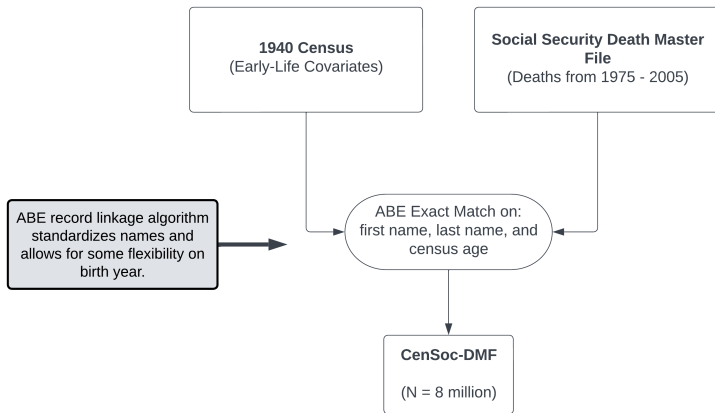 1940 Census
(Early-Life Covariates)
Social Security Death Master
File
(Deaths from 1975 - 2005)
ABE record linkage algorithm
standardizes names and
allows for some flexibility on
birth year.
ABE Exact Match on:
first name, last name, and
census age
CenSoc-DMF
(N = 8 million)